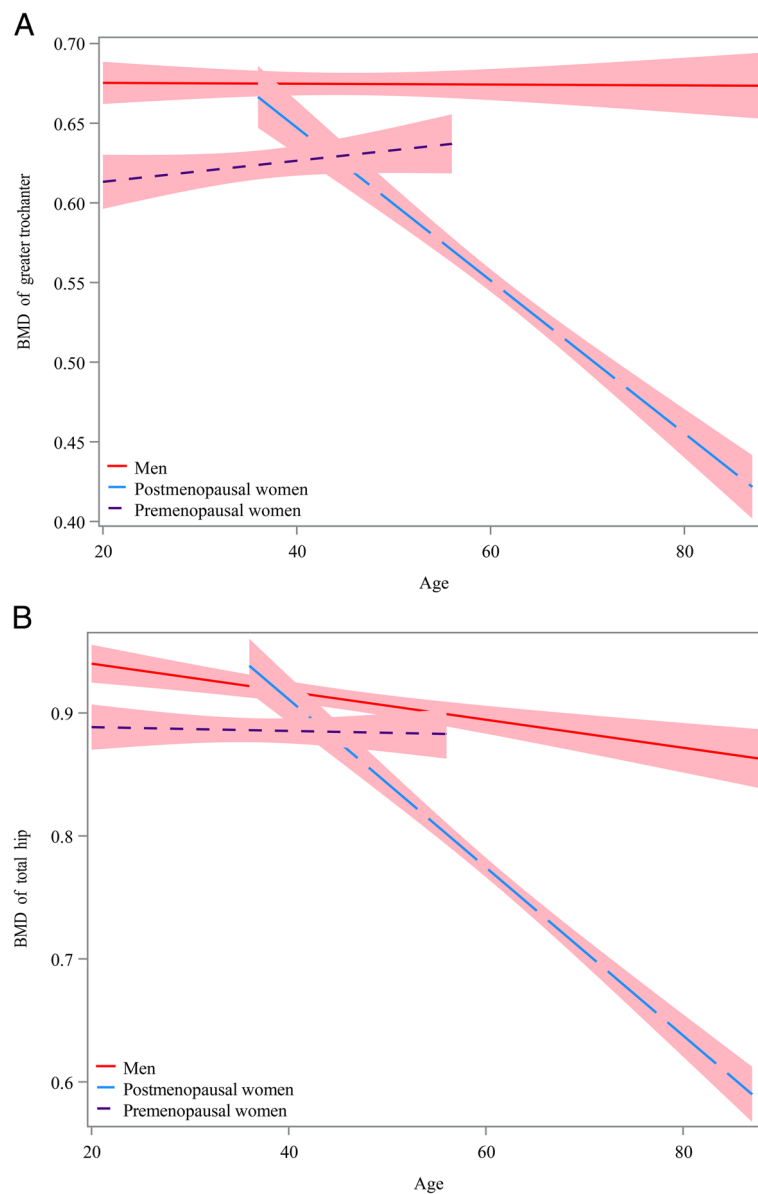 A
0.70
0.65
0.60
0.55
0.50
0.45
0.40
BMD of greater trochanter
Men
Postmenopausal women
Premenopausal women
20 40 60 80
Age
B
0.9
0.8
0.7
0.6
BMD of total hip
Men
Postmenopausal women
Premenopausal women
20 40 60 80
Age